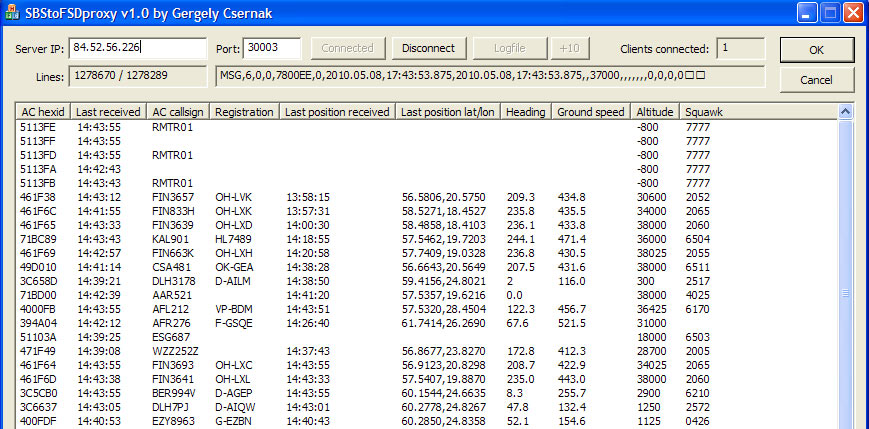 SBStoFSDproxy v1.0 by Gergely Csernak
Server IP: 84.52.56.226 Port: 30003 Connected Disconnect Logfile +10 Clients connected: 1 OK
Lines: 1278670 / 1278289 MSG,6,0,0,7800EE,0,2010.05.08,17:43:53.875,2010.05.08,17:43:53.875,,37000,,,,,,,0,0,0,0□□ Cancel
AC hexid Last received AC callsign Registration Last position received Last position lat/lon Heading Ground speed Altitude Squawk
5113FE 14:43:55 RMTR01 -800 7777
5113FF 14:43:55 -800 7777
5113FD 14:43:55 RMTR01 -800 7777
5113FA 14:42:43 -800 7777
5113FB 14:43:43 RMTR01 -800 7777
461F38 14:43:12 FIN3657 OH-LVK 13:58:15 56.5806,20.5750 209.3 434.8 30600 2052
461F6C 14:41:55 FIN833H OH-LXK 13:57:31 58.5271,18.4527 235.8 435.5 34000 2065
461F65 14:43:33 FIN3639 OH-LXD 14:00:30 58.4858,18.4103 236.1 433.8 38000 2060
71BC89 14:43:43 KAL901 HL7489 14:18:55 57.5462,19.7203 244.1 471.4 36000 6504
461F69 14:42:57 FIN663K OH-LXH 14:20:58 57.7409,19.0328 236.8 430.5 38025 2055
49D010 14:41:14 CSA481 OK-GEA 14:38:28 56.6643,20.5649 207.5 431.6 38000 6511
3C658D 14:39:21 DLH3178 D-AILM 14:38:50 59.4156,24.8021 2 116.0 300 2517
71BD00 14:42:39 AAR521 14:41:20 57.5357,19.6216 0.0 38000 4025
4000FB 14:43:55 AFL212 VP-BDM 14:43:51 57.5320,28.4504 122.3 456.7 36425 6170
394A04 14:42:12 AFR276 F-GSQE 14:26:40 61.7414,26.2690 67.6 521.5 31000
51103A 14:39:25 ESG687 18000 6503
471F49 14:39:08 WZZ252Z 14:37:43 56.8677,23.8270 172.8 412.3 28700 2005
461F64 14:43:55 FIN3693 OH-LXC 14:43:55 56.9123,20.8298 208.7 422.9 34025 2065
461F6D 14:43:38 FIN3641 OH-LXL 14:43:33 57.5407,19.8870 235.0 443.0 38000 2060
3C5CB0 14:43:55 BER994V D-AGEP 14:43:55 60.1544,24.6635 8.3 255.7 2900 6210
3C6637 14:43:05 DLH7PJ D-AIQW 14:43:01 60.2778,24.8267 47.8 132.4 1250 2572
400FDF 14:40:53 EZY8963 G-EZBN 14:40:43 60.2850,24.8358 52.1 154.6 1125 0426